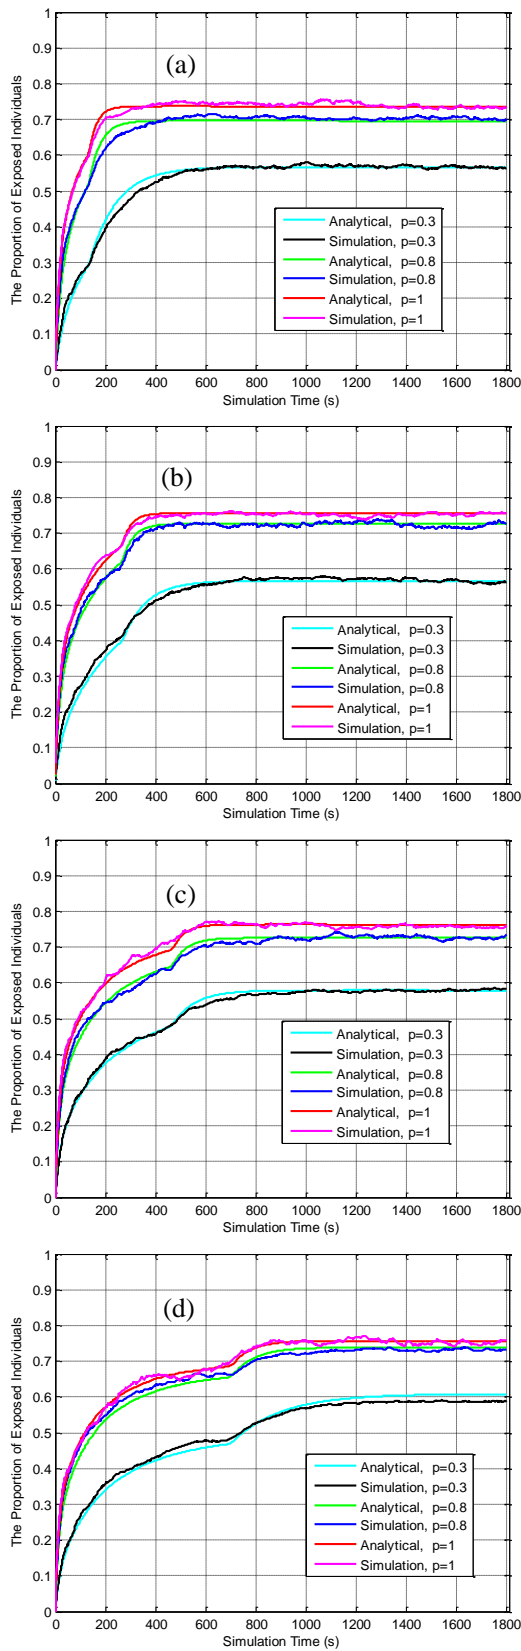 1
(a)
0.9
0.8
0.7
0.6
0.5
0.4
0.3
0.2
0.1
0
The Proportion of Exposed Individuals
Analytical, p=0.3
Simulation, p=0.3
Analytical, p=0.8
Simulation, p=0.8
Analytical, p=1
Simulation, p=1
0 200 400 600 800 1000 1200 1400 1600 1800
Simulation Time (s)
1
(b)
0.9
0.8
0.7
0.6
0.5
0.4
0.3
0.2
0.1
0
The Proportion of Exposed Individuals
Analytical, p=0.3
Simulation, p=0.3
Analytical, p=0.8
Simulation, p=0.8
Analytical, p=1
Simulation, p=1
0 200 400 600 800 1000 1200 1400 1600 1800
Simulation Time (s)
1
(c)
0.9
0.8
0.7
0.6
0.5
0.4
0.3
0.2
0.1
0
The Proportion of Exposed Individuals
Analytical, p=0.3
Simulation, p=0.3
Analytical, p=0.8
Simulation, p=0.8
Analytical, p=1
Simulation, p=1
0 200 400 600 800 1000 1200 1400 1600 1800
Simulation Time (s)
1
(d)
0.9
0.8
0.7
0.6
0.5
0.4
0.3
0.2
0.1
0
The Proportion of Exposed Individuals
Analytical, p=0.3
Simulation, p=0.3
Analytical, p=0.8
Simulation, p=0.8
Analytical, p=1
Simulation, p=1
0 200 400 600 800 1000 1200 1400 1600 1800
Simulation Time (s)